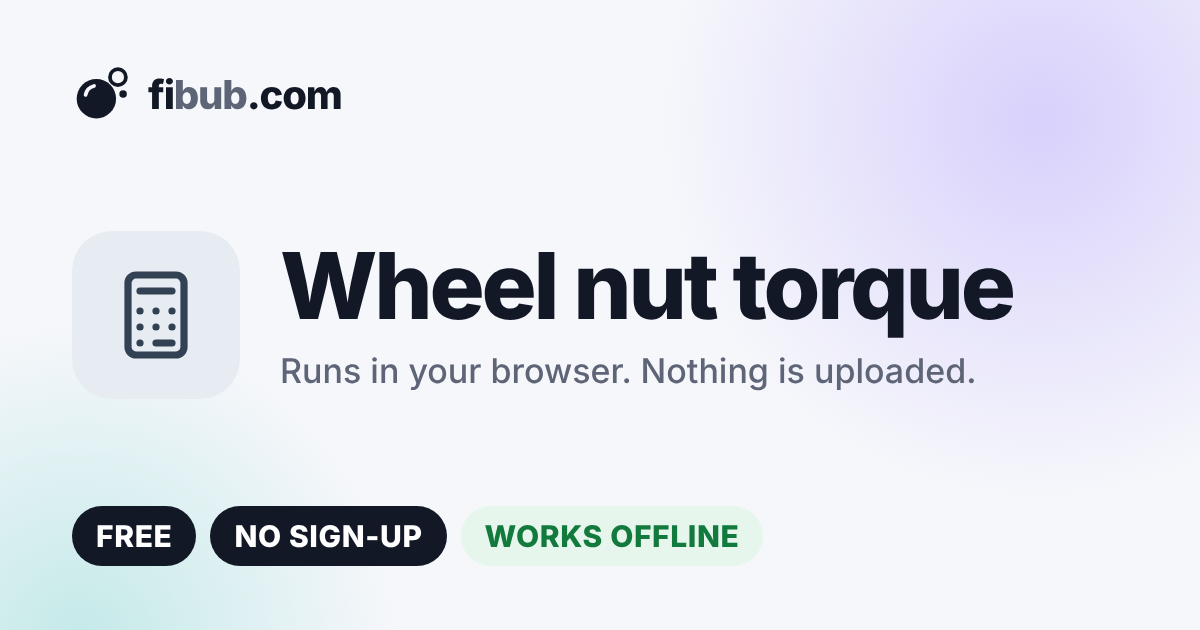 fibub.com
Wheel nut torque
Runs in your browser. Nothing is uploaded.
FREE NO SIGN-UP WORKS OFFLINE